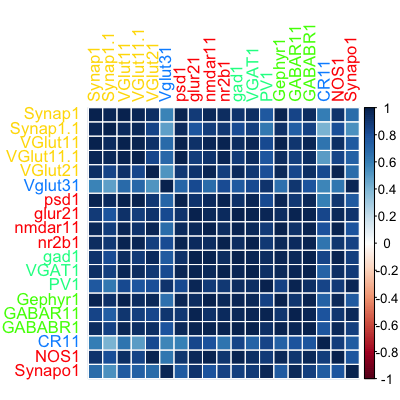 Synap1
Synap1.1
VGlut11
VGlut11.1
VGlut21
Vglut31
psd1
glur21
nmdar11
nr2b1
gad1
VGAT1
PV1
Gephyr1
GABAR11
GABABR1
CR11
NOS1
Synapo1
Synap1
Synap1.1
VGlut11
VGlut11.1
VGlut21
Vglut31
psd1
glur21
nmdar11
nr2b1
gad1
VGAT1
PV1
Gephyr1
GABAR11
GABABR1
CR11
NOS1
Synapo1
1
0.8
0.6
0.4
0.2
0
-0.2
-0.4
-0.6
-0.8
-1